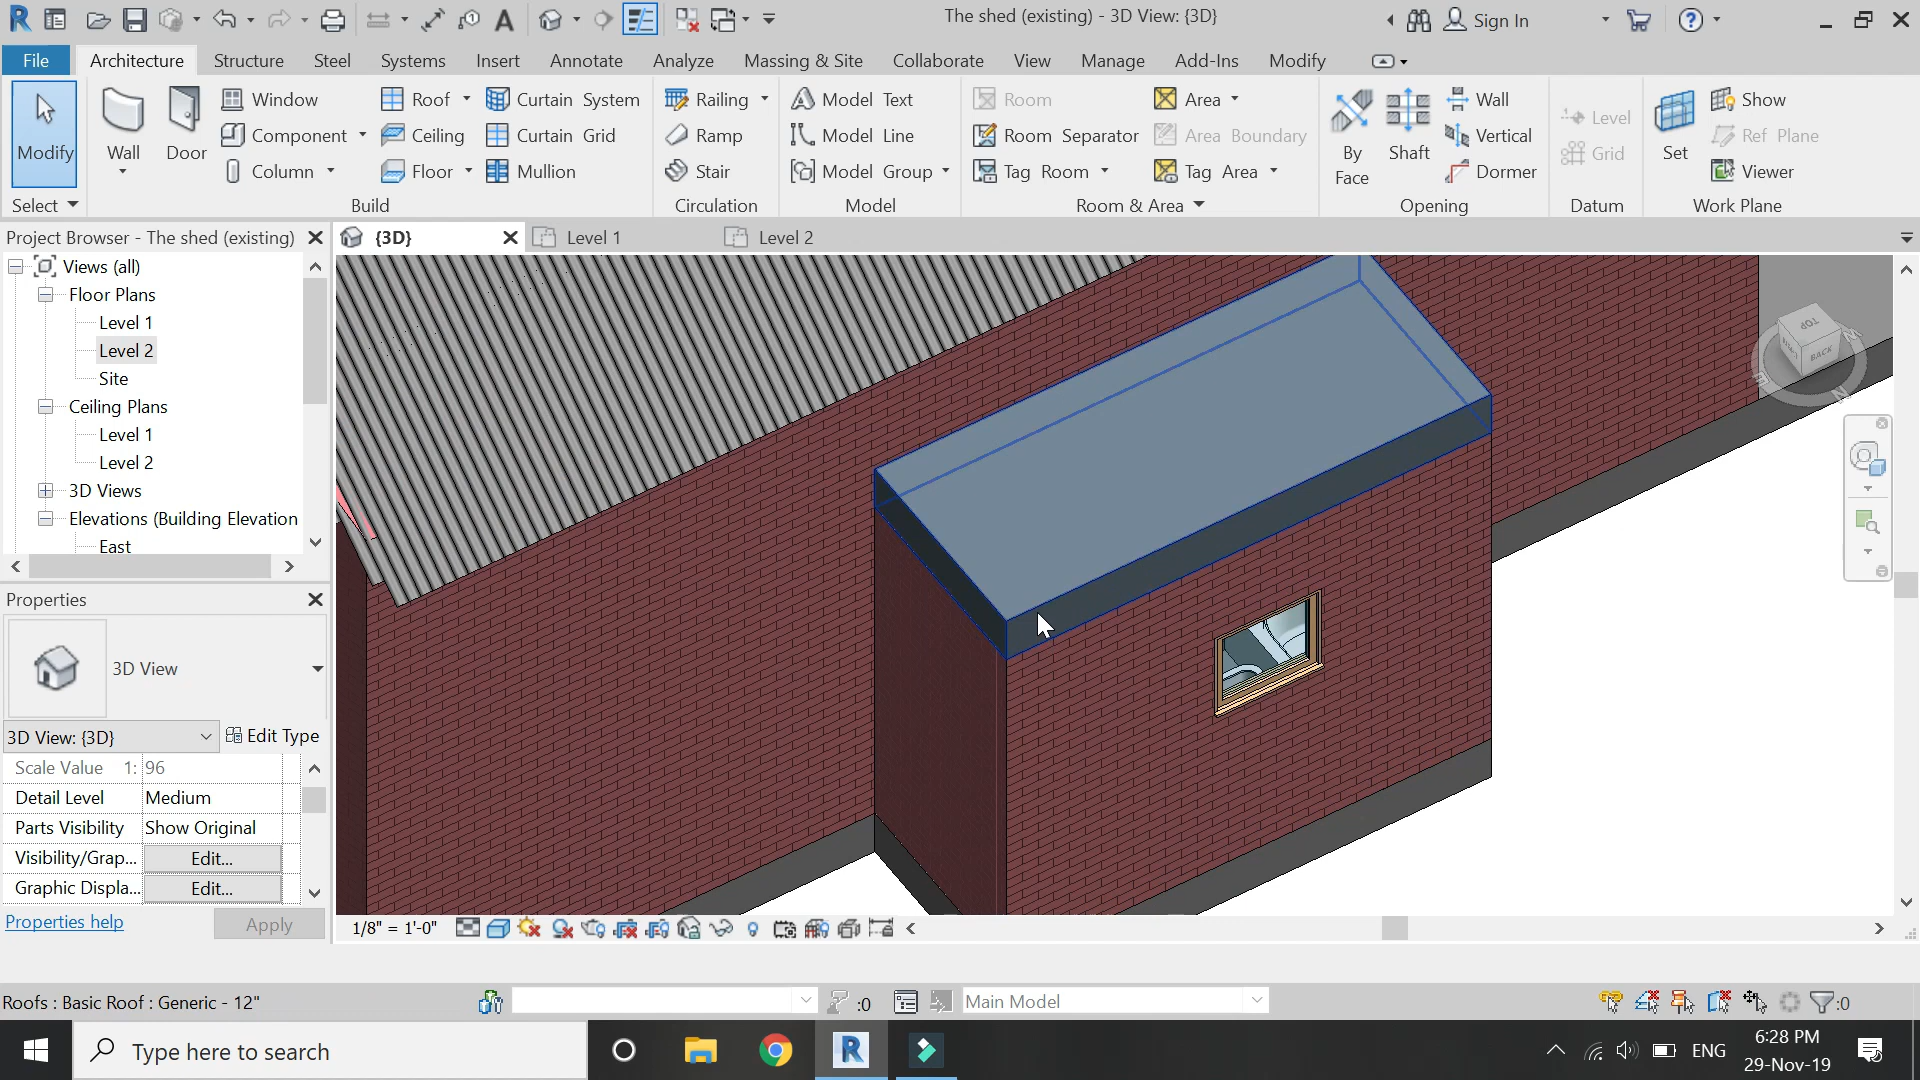 The shed (existing) - 3D View: {3D}
Sign In
File
Architecture
Structure
Steel
Systems
Insert
Annotate
Analyze
Massing & Site
Collaborate
View
Manage
Add-Ins
Modify
Modify
Wall
Door
Window
Component
Column
Roof
Ceiling
Floor
Curtain System
Curtain Grid
Mullion
Railing
Ramp
Stair
Model Text
Model Line
Model Group
Room
Room Separator
Tag Room
Area
Area Boundary
Tag Area
By Face
Shaft
Wall
Vertical
Dormer
Level
Grid
Set
Show
Ref Plane
Viewer
Select
Build
Circulation
Model
Room & Area
Opening
Datum
Work Plane
Project Browser - The shed (existing)
{3D}
Level 1
Level 2
Views (all)
Floor Plans
Level 1
Level 2
Site
Ceiling Plans
Level 1
Level 2
3D Views
Elevations (Building Elevation
East
TOP
BACK
Properties
3D View
3D View: {3D}
Edit Type
Scale Value 1: 96
Detail Level Medium
Parts Visibility Show Original
Visibility/Grap... Edit...
Graphic Displa... Edit...
Properties help
Apply
1/8" = 1'-0"
Roofs : Basic Roof : Generic - 12"
:0
Main Model
:0
Type here to search
ENG
6:28 PM
29-Nov-19